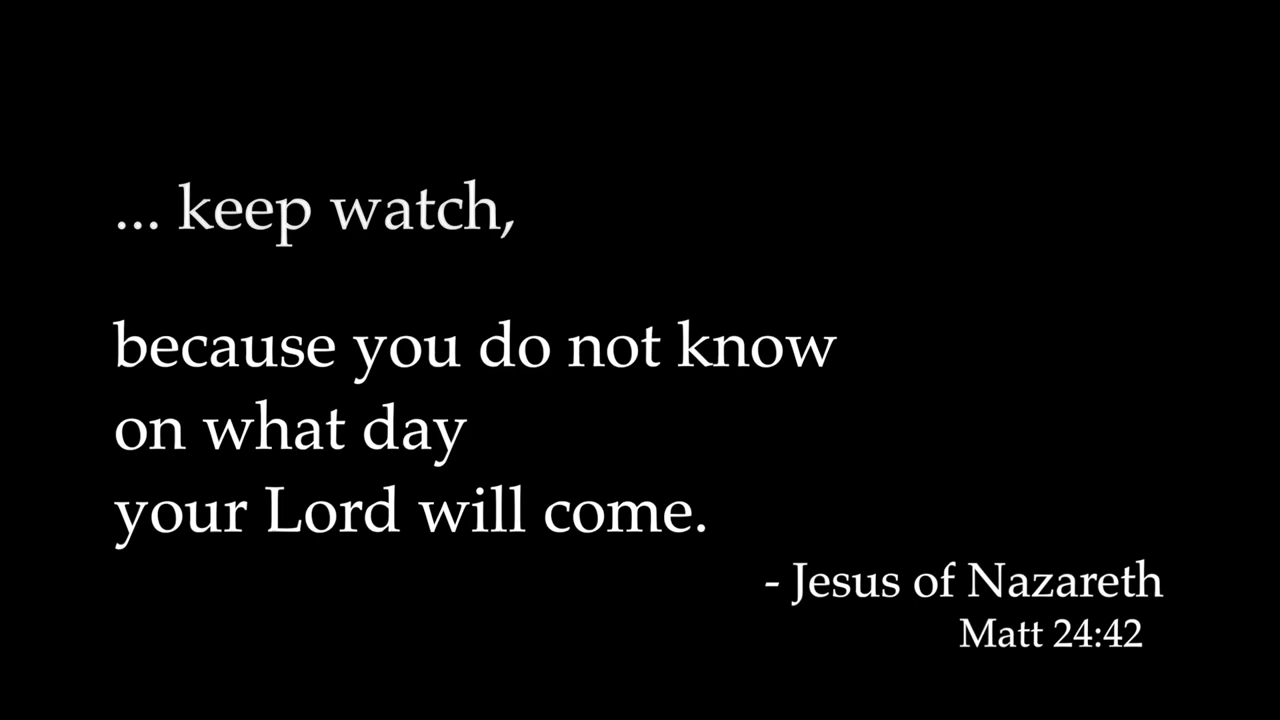 ... keep watch,
because you do not know
on what day
your Lord will come.
- Jesus of Nazareth
Matt 24:42